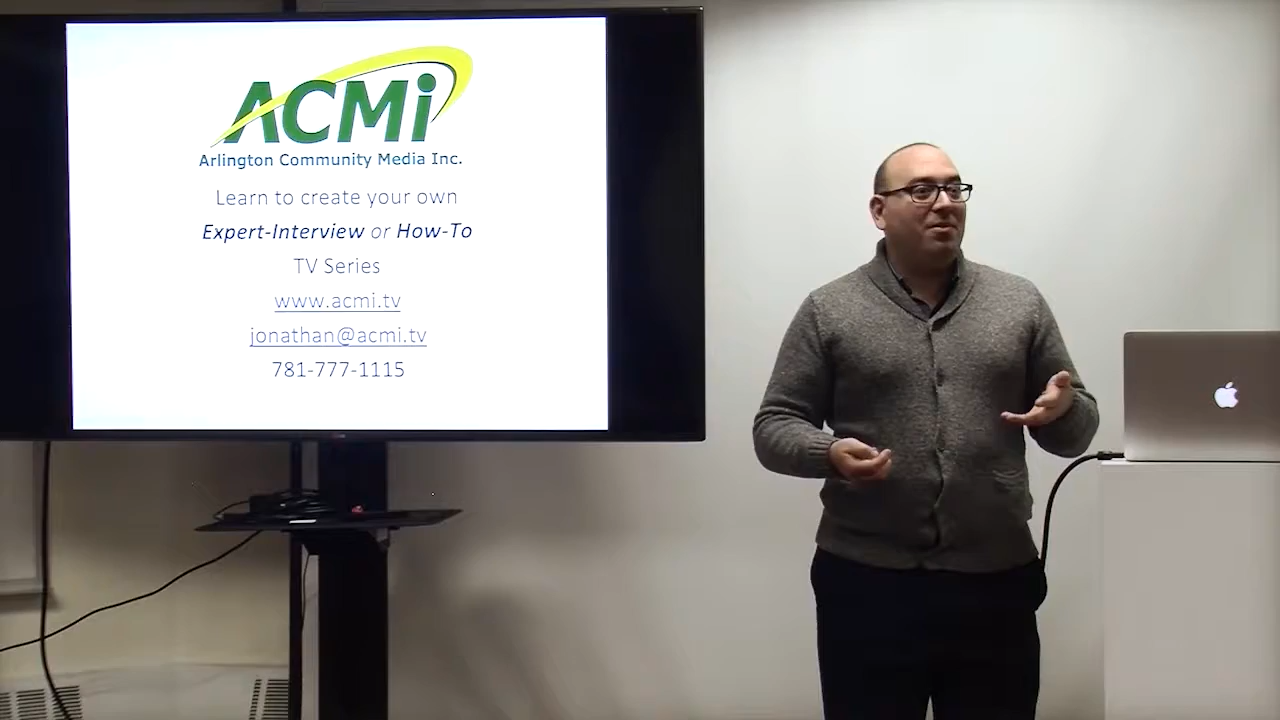 ACMi
Arlington Community Media Inc.
Learn to create your own
Expert-Interview or How-To
TV Series
www.acmi.tv
jonathan@acmi.tv
781-777-1115